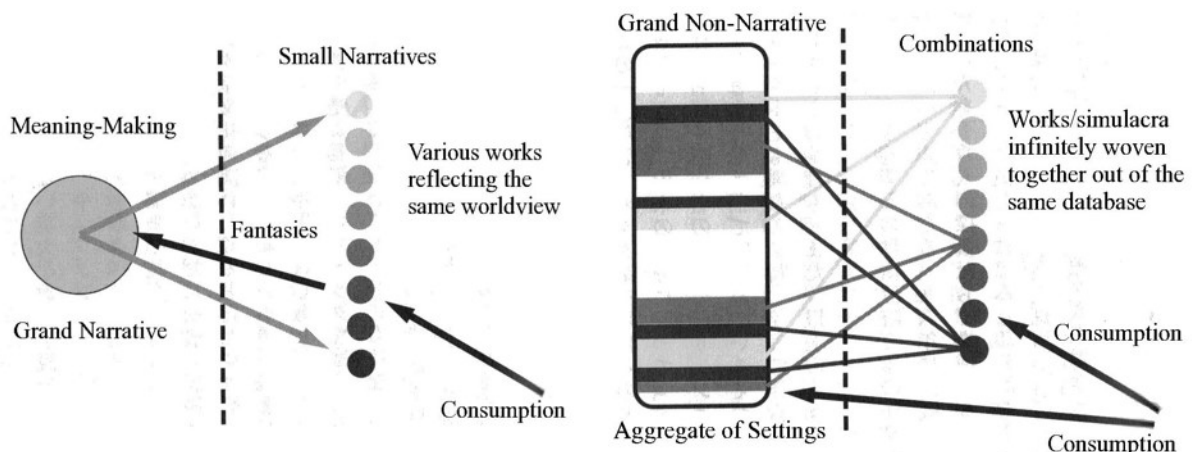 Small Narratives
Meaning-Making
Various works
reflecting the
same worldview
Fantasies
Grand Narrative
Consumption
Grand Non-Narrative
Combinations
Works/simulacra
infinitely woven
together out of the
same database
Consumption
Aggregate of Settings
Consumption